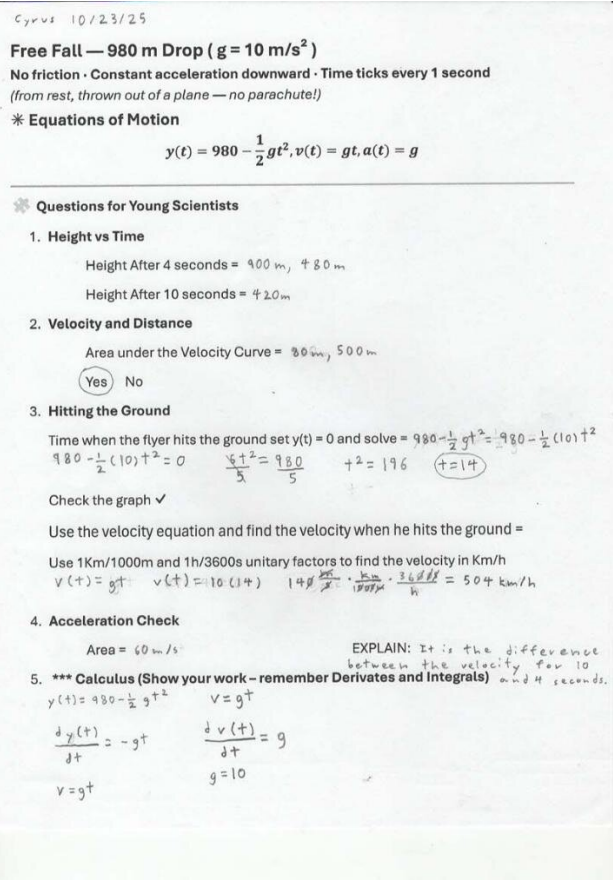 Cyrus 10/23/25
Free Fall — 980 m Drop ( g = 10 m/s² )
No friction · Constant acceleration downward · Time ticks every 1 second
(from rest, thrown out of a plane — no parachute!)
* Equations of Motion
y(t) = 980 − 1/2 gt², v(t) = gt, a(t) = g
Questions for Young Scientists
1. Height vs Time
Height After 4 seconds = 900 m, 480 m
Height After 10 seconds = 420m
2. Velocity and Distance
Area under the Velocity Curve = 80m, 500m
Yes No
3. Hitting the Ground
Time when the flyer hits the ground set y(t) = 0 and solve = 980 - 1/2 gt² = 980 - 1/2 (10)t²
980 - 1/2 (10)t² = 0 5t²/5 = 980/5 t² = 196 t = 14
Check the graph ✓
Use the velocity equation and find the velocity when he hits the ground =
Use 1Km/1000m and 1h/3600s unitary factors to find the velocity in Km/h
v(t) = gt v(t) = 10(14) 140 m/s · km/1000m · 3600s/h = 504 km/h
4. Acceleration Check
Area = 60 m/s EXPLAIN: It is the difference
between the velocity for 10
and 4 seconds.
5. *** Calculus (Show your work – remember Derivates and Integrals)
y(t) = 980 - 1/2 gt² v = gt
dy(t)/dt = -gt dv(t)/dt = g
g = 10
v = gt